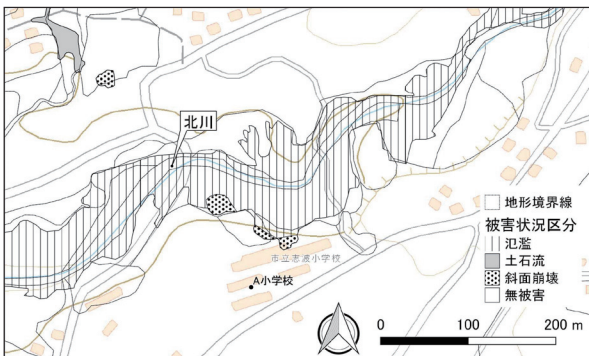 北川
市立志波小学校
A小学校
地形境界線
被害状況区分
氾濫
土石流
斜面崩壊
無被害
0 100 200 m